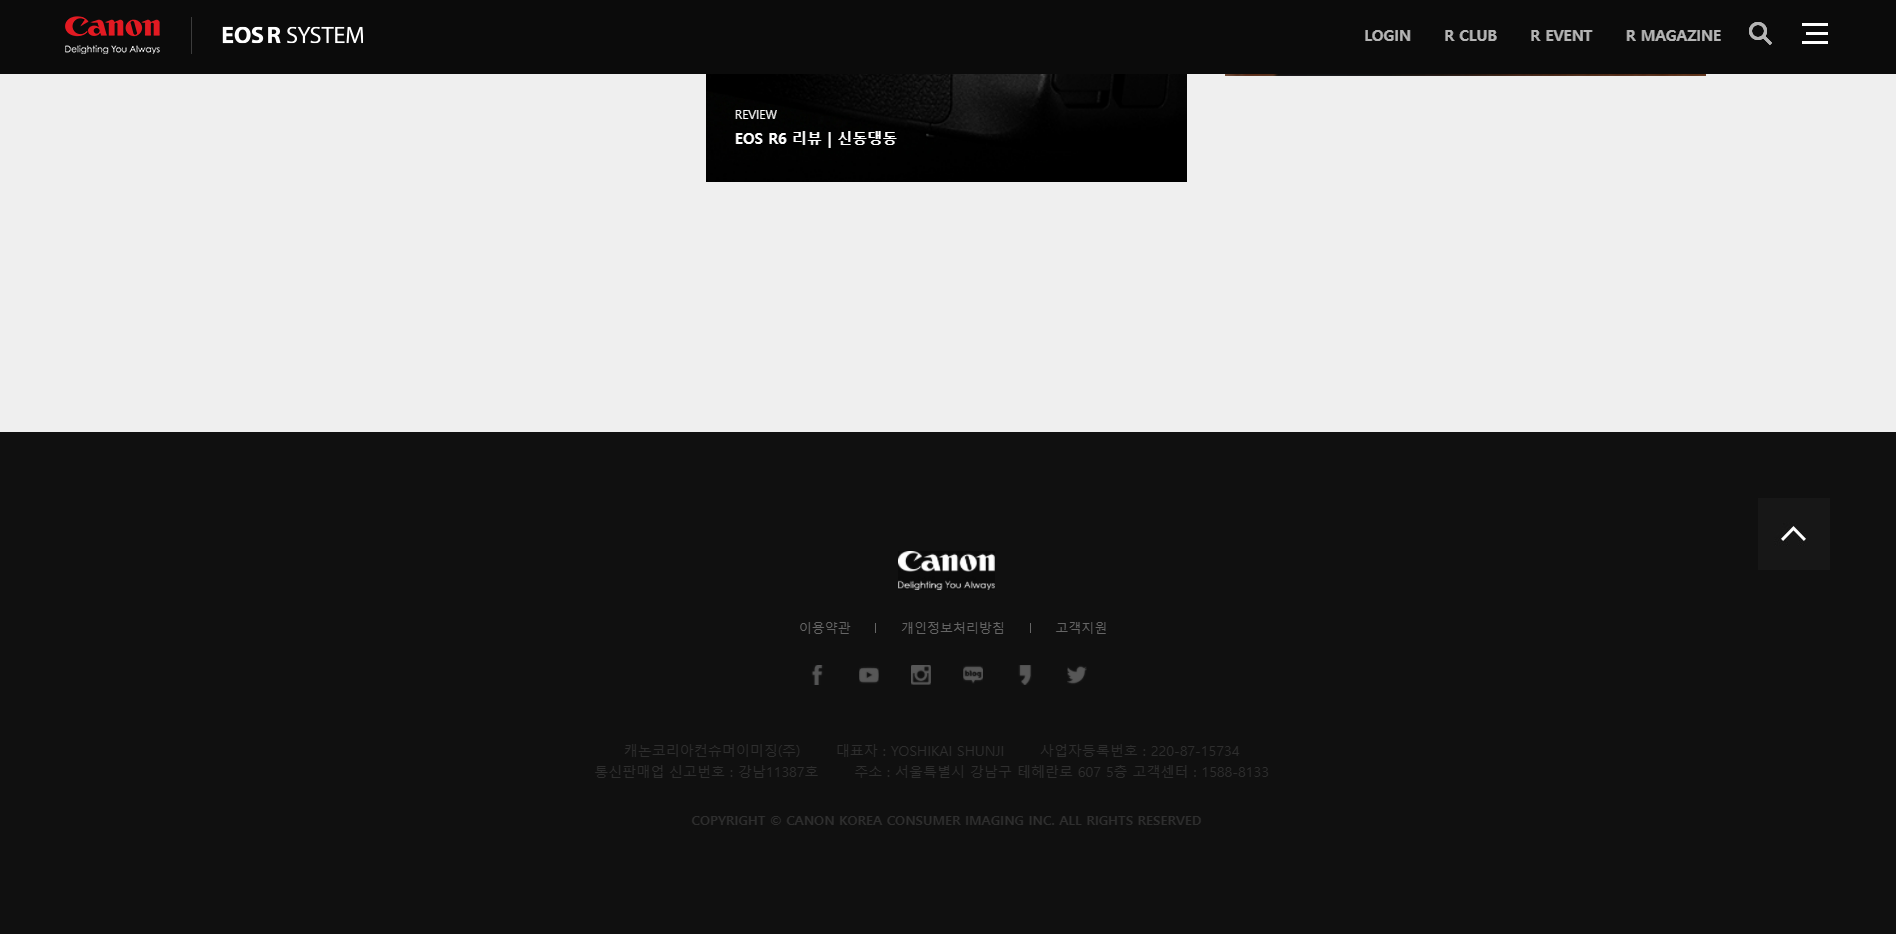 Canon
Delighting You Always
EOS R SYSTEM
LOGIN
R CLUB
R EVENT
R MAGAZINE
REVIEW
EOS R6 리뷰 | 신동댕동
Canon
Delighting You Always
이용약관 | 개인정보처리방침 | 고객지원
blog
캐논코리아컨슈머이미징(주) 대표자 : YOSHIKAI SHUNJI 사업자등록번호 : 220-87-15734
통신판매업 신고번호 : 강남11387호 주소 : 서울특별시 강남구 테헤란로 607 5층 고객센터 : 1588-8133
COPYRIGHT © CANON KOREA CONSUMER IMAGING INC. ALL RIGHTS RESERVED